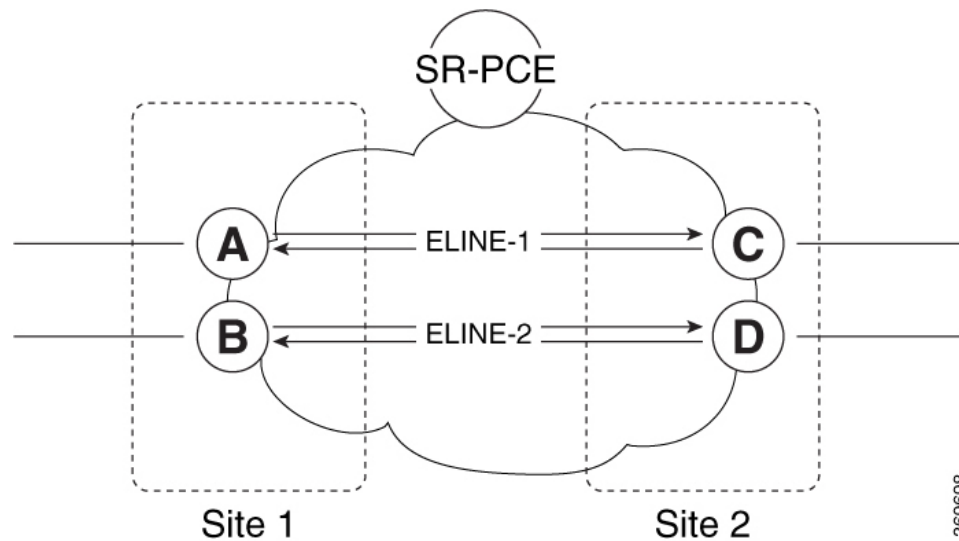 SR-PCE
A
ELINE-1
C
B
ELINE-2
D
Site 1
Site 2